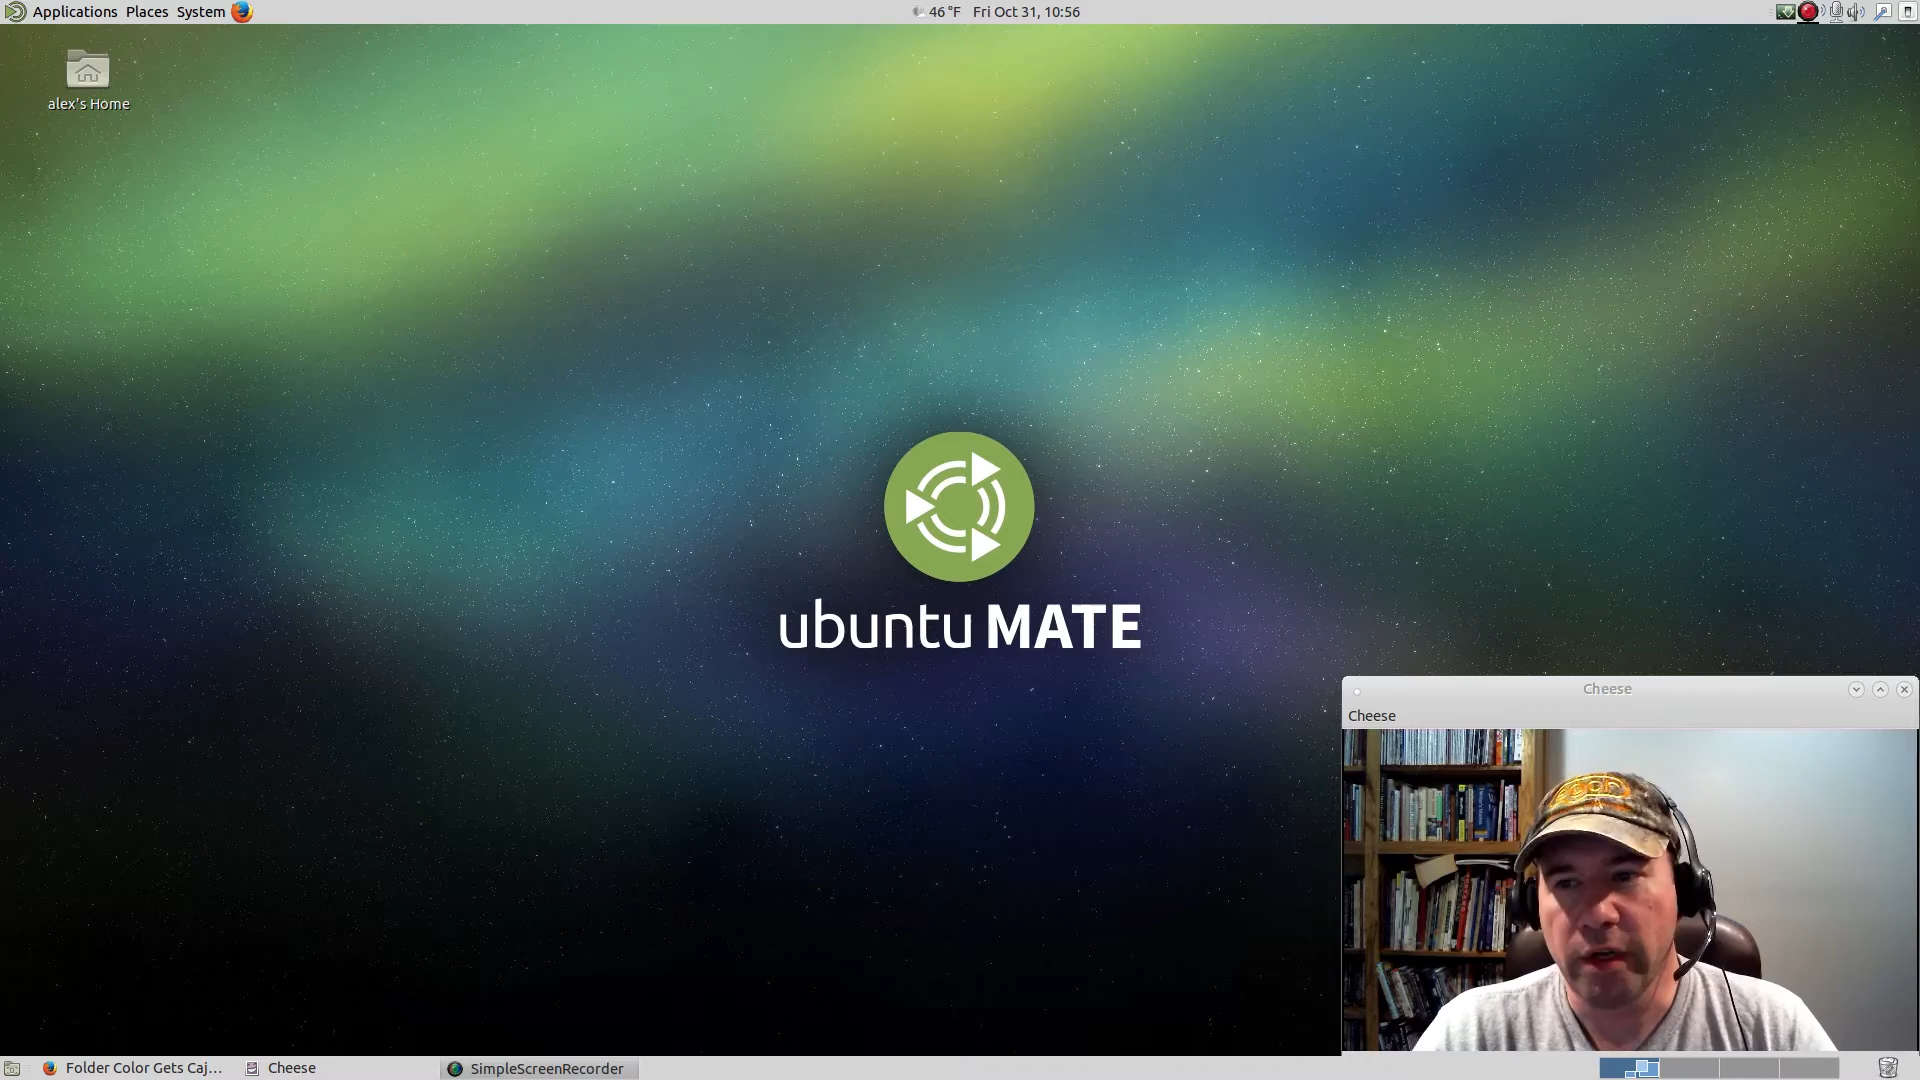 Applications Places System 46 °F Fri Oct 31, 10:56
alex's Home
ubuntu MATE
Cheese
Cheese
Folder Color Gets Caj... Cheese SimpleScreenRecorder